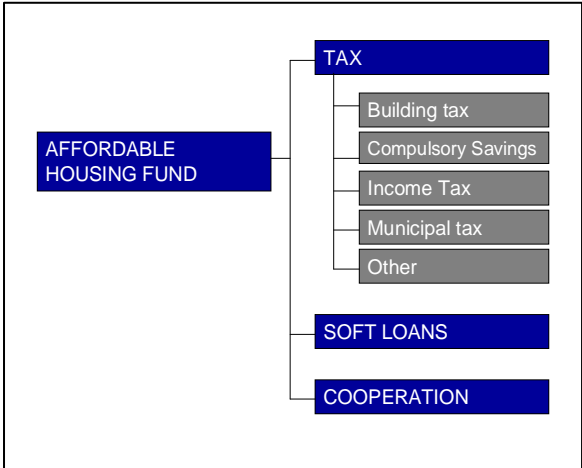 TAX
Building tax
Compulsory Savings
Income Tax
Municipal tax
Other
AFFORDABLE
HOUSING FUND
SOFT LOANS
COOPERATION